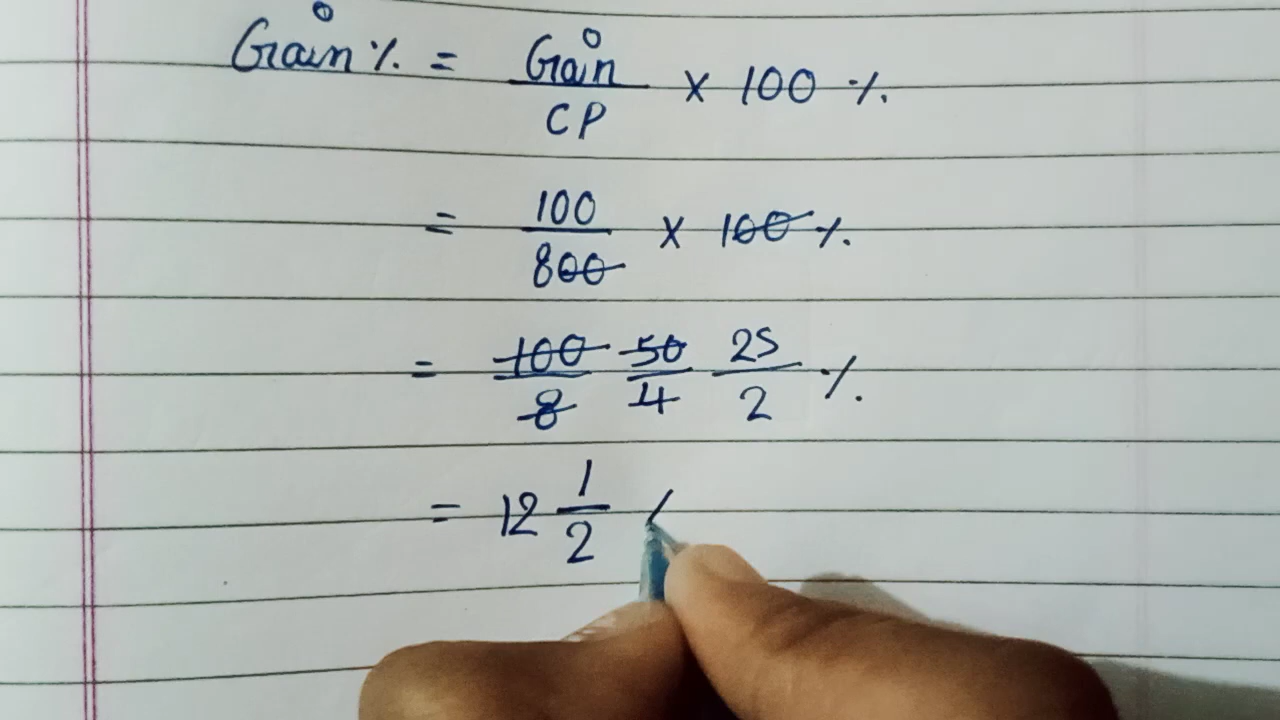 Gain % = Gain / CP × 100 %
= 100 / 800 × 100 %
= 100 / 8 50 / 4 25 / 2 %
= 12 1/2